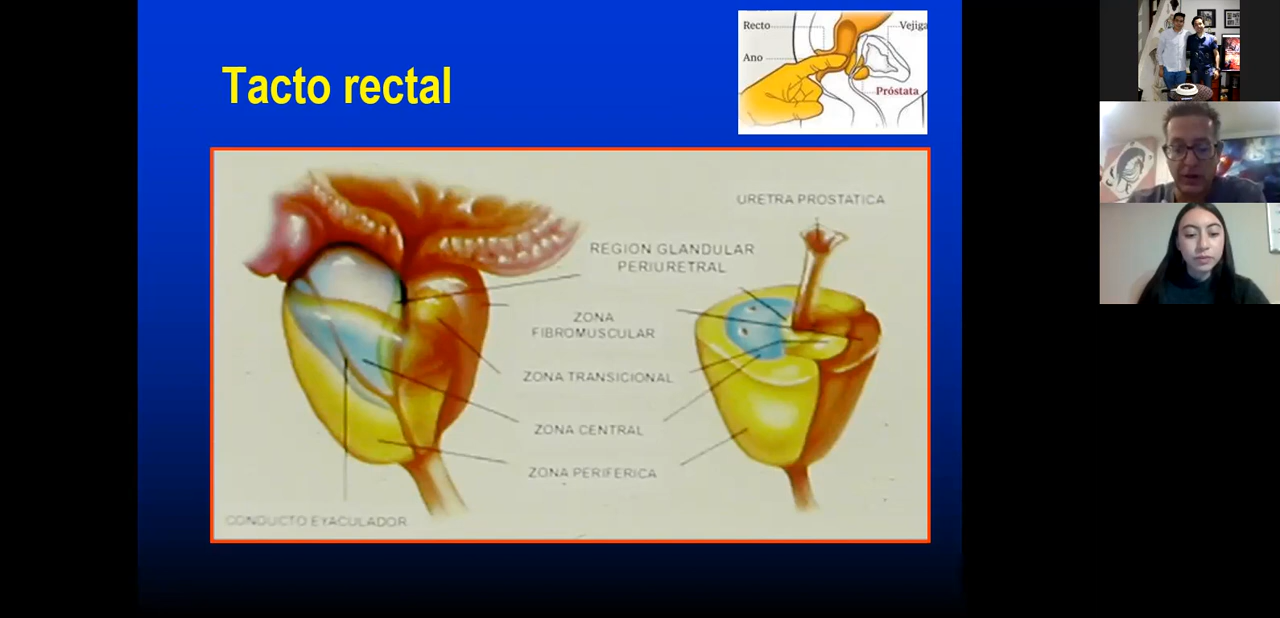 Tacto rectal
Recto
Vejiga
Ano
Próstata
URETRA PROSTATICA
REGION GLANDULAR
PERIURETRAL
ZONA
FIBROMUSCULAR
ZONA TRANSICIONAL
ZONA CENTRAL
ZONA PERIFERICA
CONDUCTO EYACULADOR